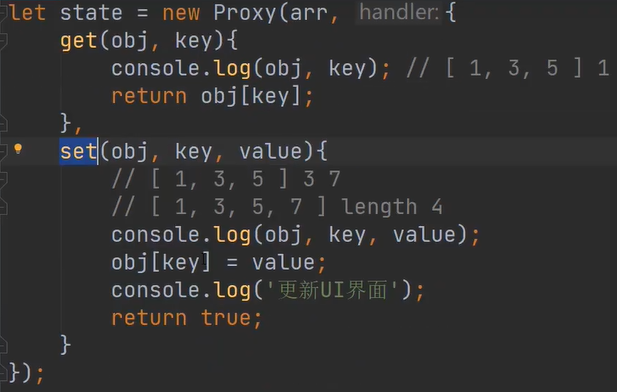 let state = new Proxy(arr, handler: {
    get(obj, key){
        console.log(obj, key); // [ 1, 3, 5 ] 1
        return obj[key];
    },
    set(obj, key, value){
        // [ 1, 3, 5 ] 3 7
        // [ 1, 3, 5, 7 ] length 4
        console.log(obj, key, value);
        obj[key] = value;
        console.log('更新UI界面');
        return true;
    }
});